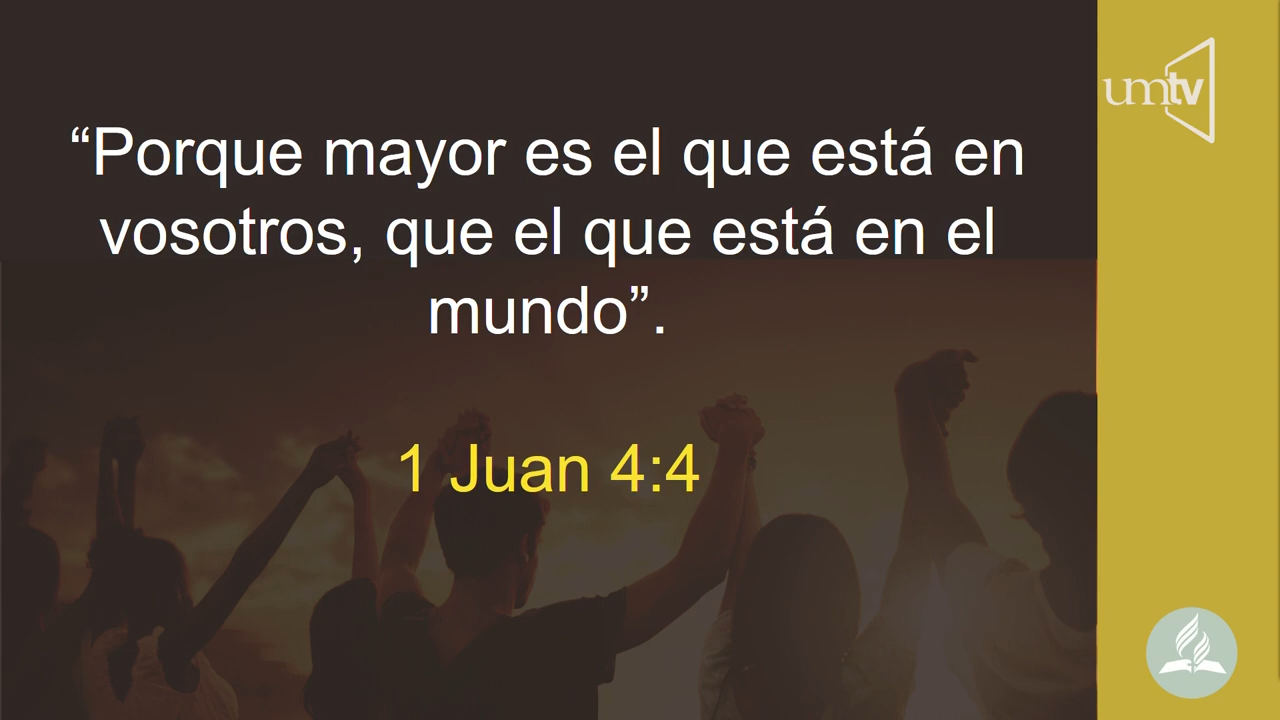 “Porque mayor es el que está en
vosotros, que el que está en el
mundo”.
1 Juan 4:4
umtv